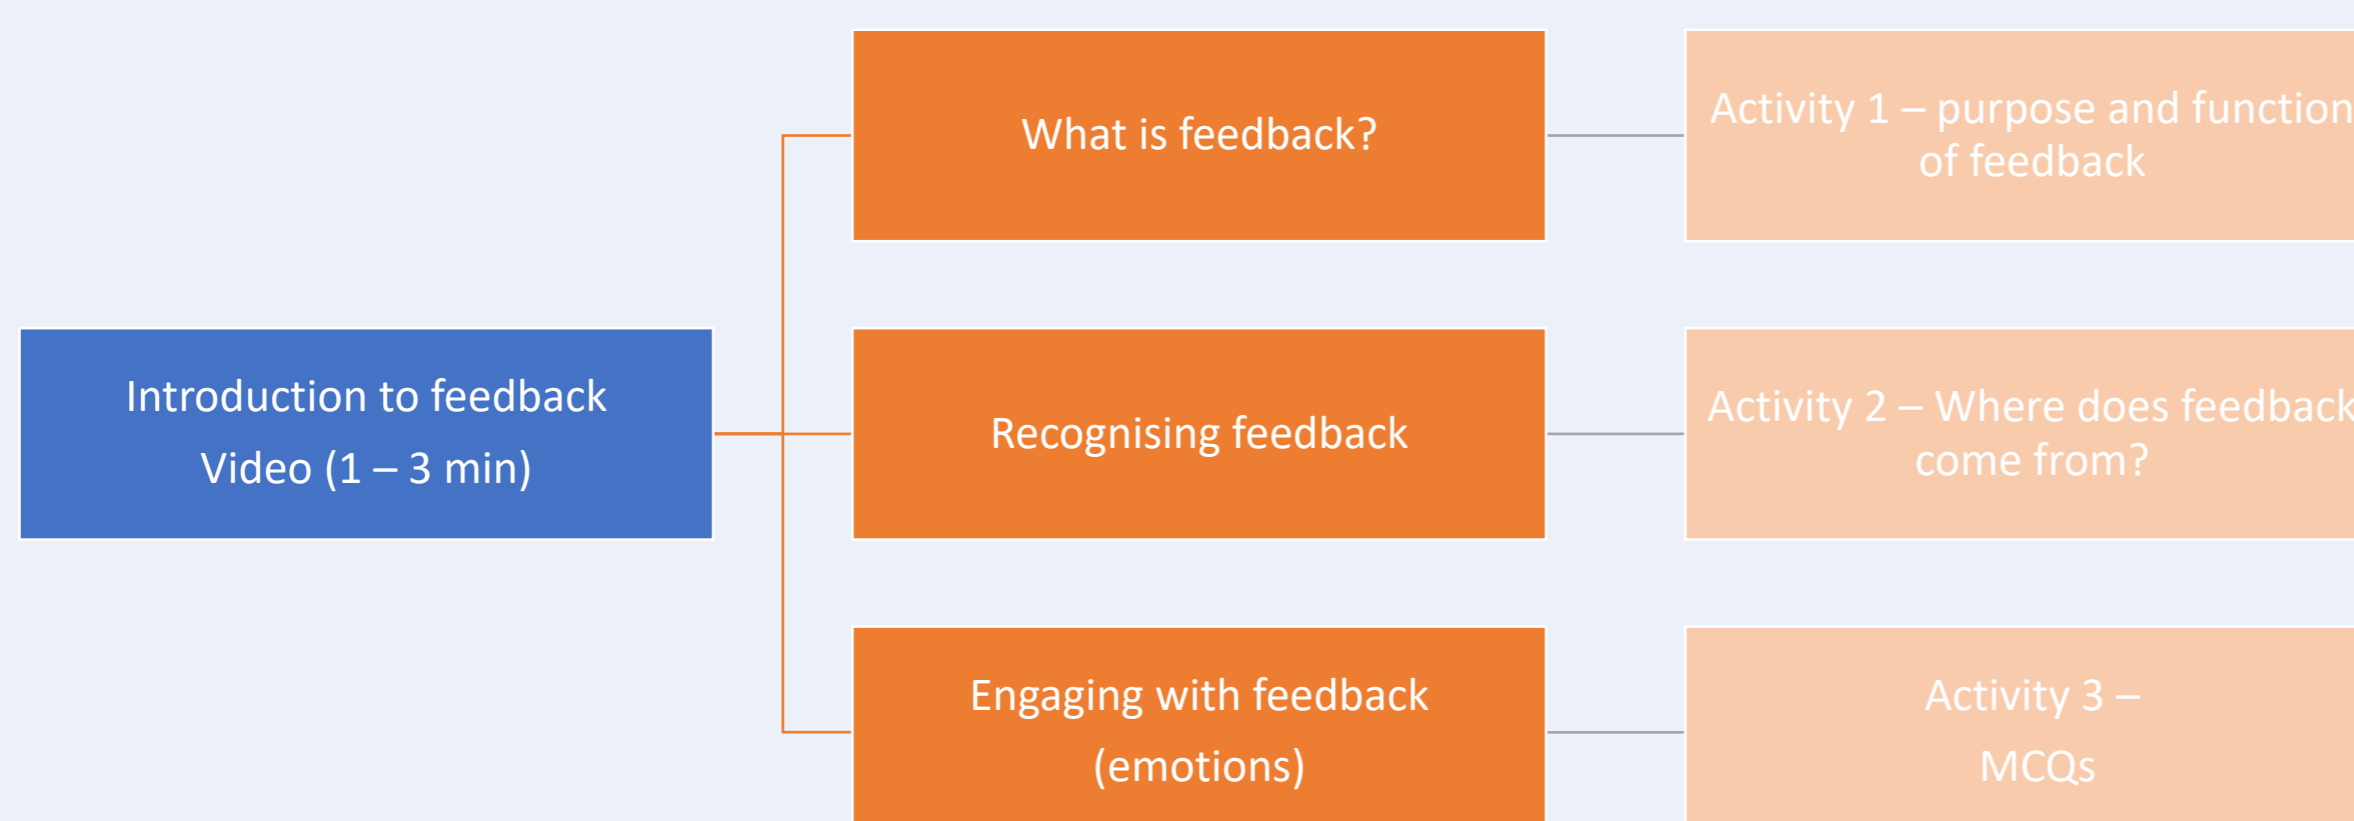 What is feedback?
Activity 1 – purpose and function
of feedback
Introduction to feedback
Video (1 – 3 min)
Recognising feedback
Activity 2 – Where does feedback
come from?
Engaging with feedback
(emotions)
Activity 3 –
MCQs